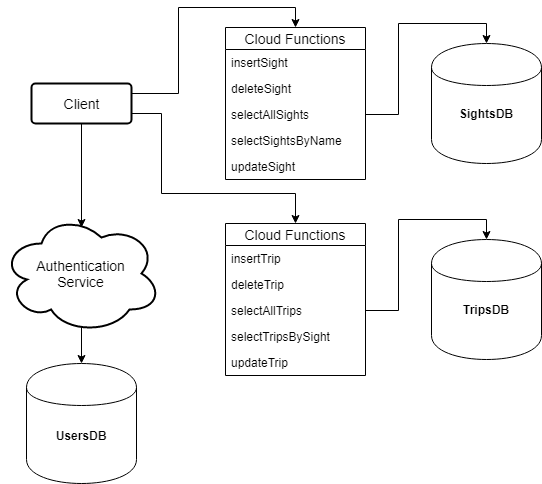 Client
Cloud Functions
insertSight
deleteSight
selectAllSights
selectSightsByName
updateSight
SightsDB
Authentication
Service
UsersDB
Cloud Functions
insertTrip
deleteTrip
selectAllTrips
selectTripsBySight
updateTrip
TripsDB